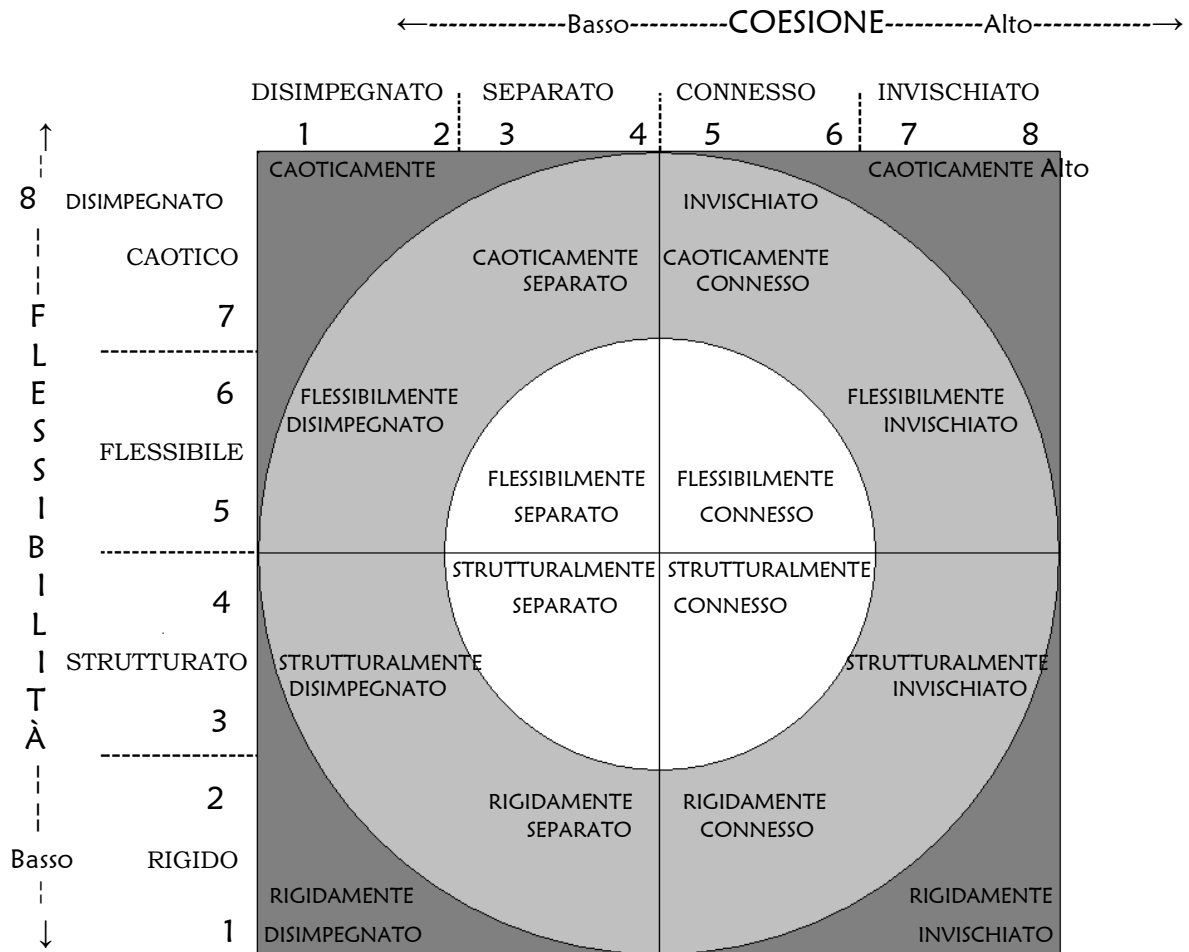 ←----------Basso-------COESIONE---------Alto------------→
DISIMPEGNATO SEPARATO CONNESSO INVISCHIATO
1 2 3 4 5 6 7 8
CAOTICAMENTE CAOTICAMENTE Alto
8 DISIMPEGNATO INVISCHIATO
CAOTICO CAOTICAMENTE CAOTICAMENTE
SEPARATO CONNESSO
7
6 FLESSIBILMENTE FLESSIBILMENTE
DISIMPEGNATO INVISCHIATO
FLESSIBILE
FLESSIBILMENTE FLESSIBILMENTE
5 SEPARATO CONNESSO
STRUTTURALMENTE STRUTTURALMENTE
4 SEPARATO CONNESSO
STRUTTURATO STRUTTURALMENTE STRUTTURALMENTE
DISIMPEGNATO INVISCHIATO
3
2 RIGIDAMENTE RIGIDAMENTE
SEPARATO CONNESSO
Basso RIGIDO
RIGIDAMENTE RIGIDAMENTE
1 DISIMPEGNATO INVISCHIATO
FLESSIBILITÀ